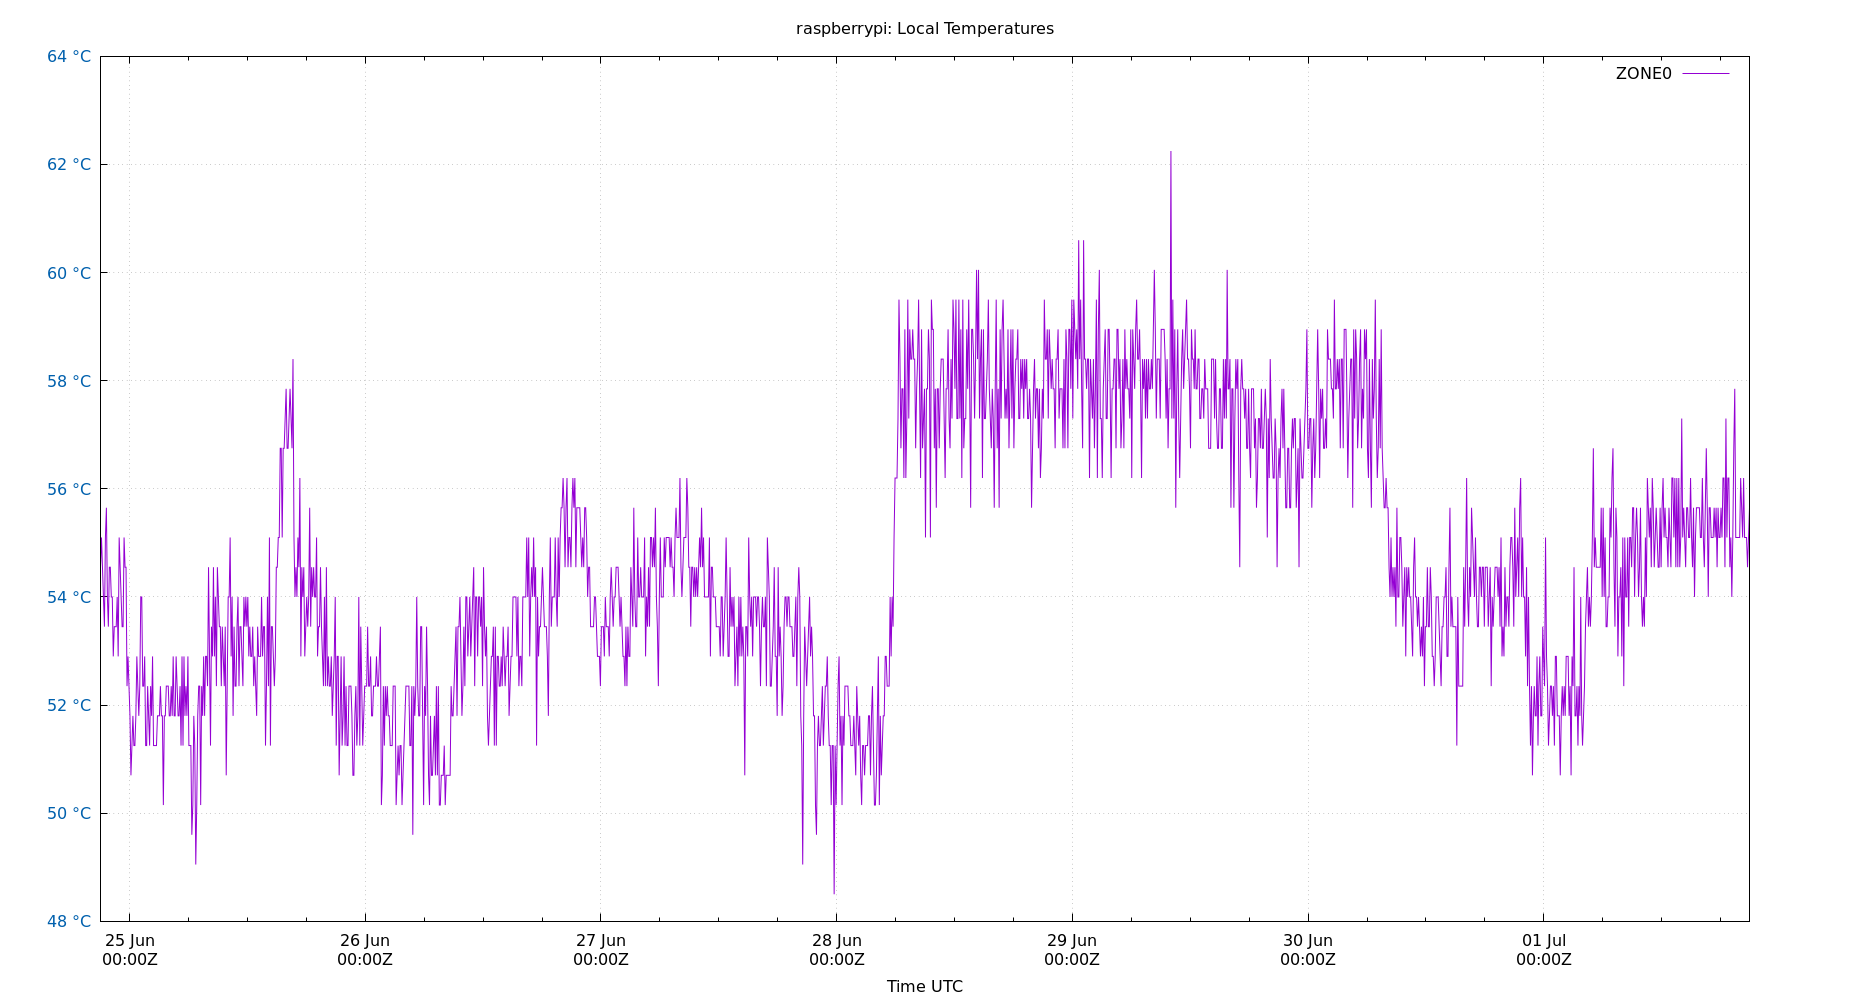 raspberrypi: Local Temperatures
64 °C
ZONE0
62 °C
60 °C
58 °C
56 °C
54 °C
52 °C
50 °C
48 °C
25 Jun 26 Jun 27 Jun 28 Jun 29 Jun 30 Jun 01 Jul
00:00Z 00:00Z 00:00Z 00:00Z 00:00Z 00:00Z 00:00Z
Time UTC